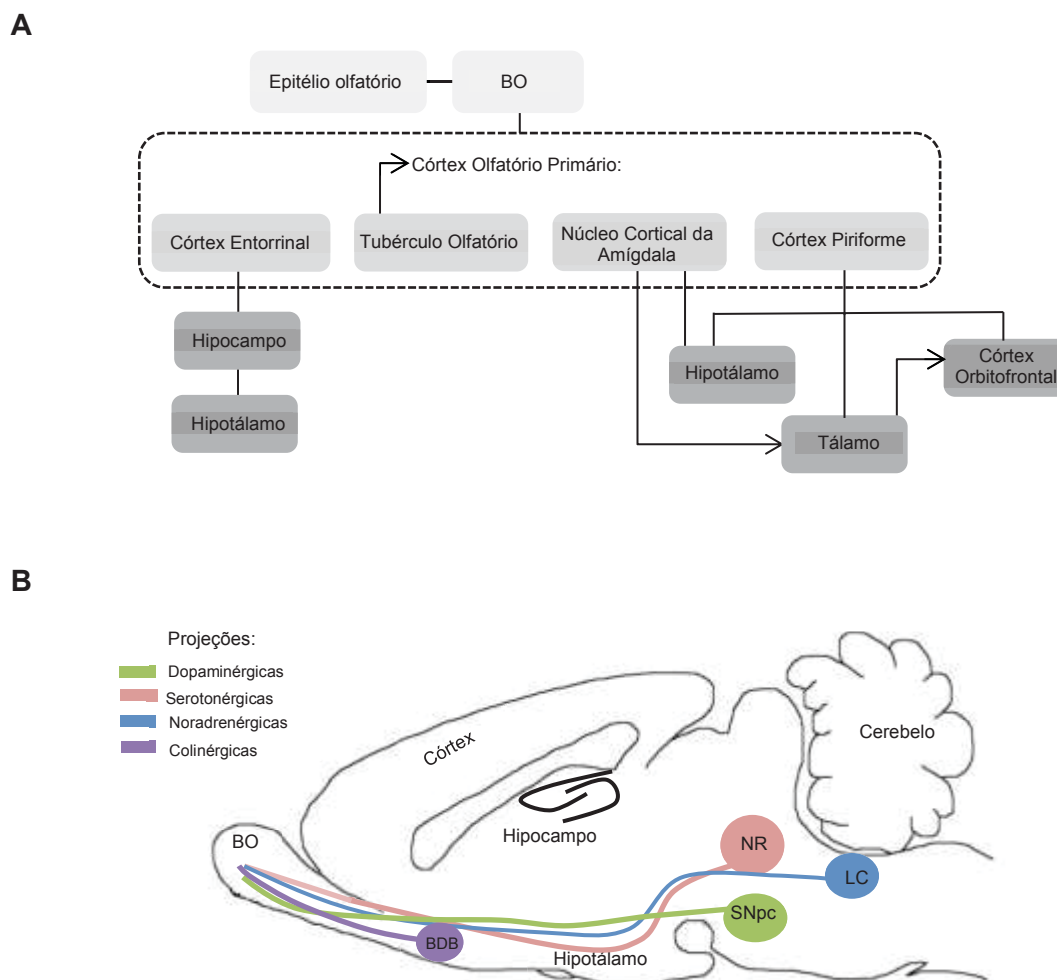 A
Epitélio olfatório
BO
Córtex Olfatório Primário:
Córtex Entorrinal
Tubérculo Olfatório
Núcleo Cortical da
Amígdala
Córtex Piriforme
Hipocampo
Hipotálamo
Hipotálamo
Córtex
Orbitofrontal
Tálamo
B
Projeções:
Dopaminérgicas
Serotonérgicas
Noradrenérgicas
Colinérgicas
Córtex
Cerebelo
Hipocampo
BO
NR
LC
SNpc
BDB
Hipotálamo